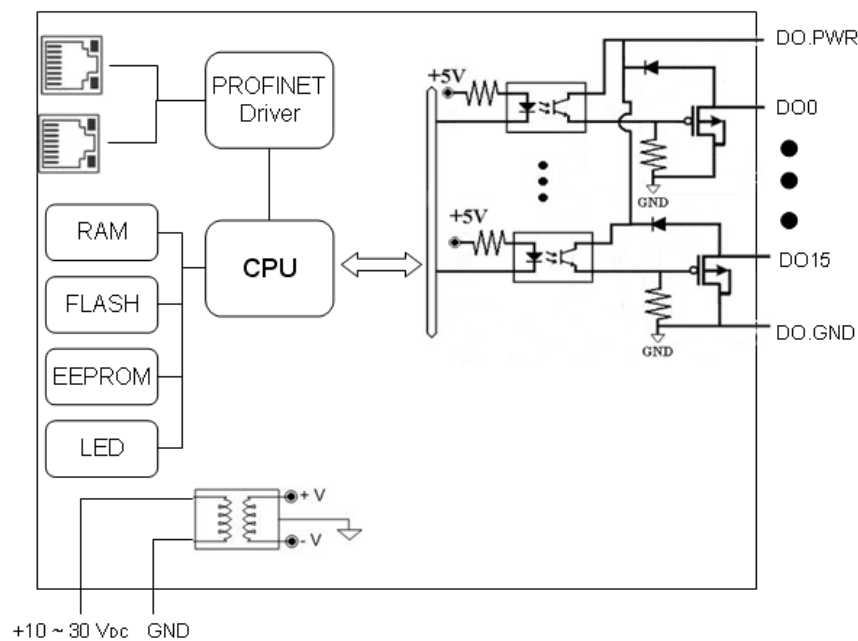 DO.PWR
PROFINET
Driver
+5V
DO0
GND
RAM
+5V
CPU
DO15
FLASH
DO.GND
GND
EEPROM
LED
+ V
- V
+10 ~ 30 VDC
GND